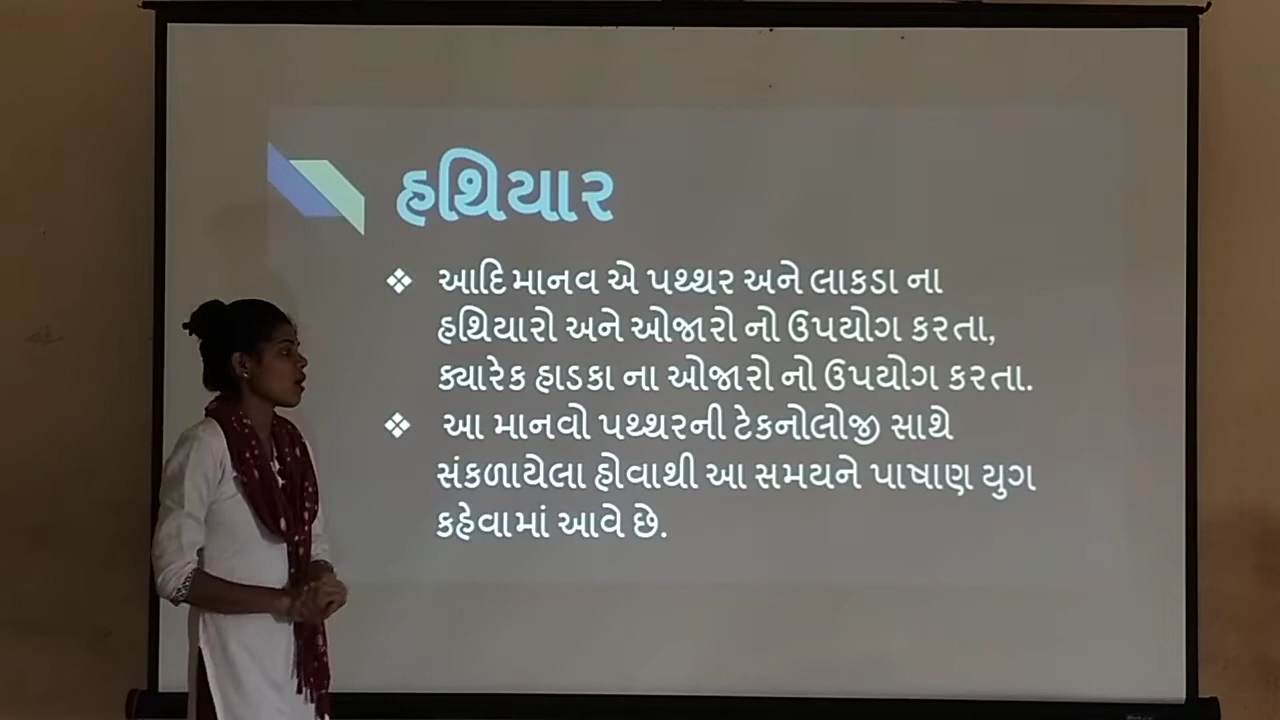 હથિયાર
❖ આદિ માનવ એ પથ્થર અને લાકડા ના
હથિયારો અને ઓજારો નો ઉપયોગ કરતા,
ક્યારેક હાડકા ના ઓજારો નો ઉપયોગ કરતા.
❖ આ માનવો પથ્થરની ટેકનોલોજી સાથે
સંકળાયેલા હોવાથી આ સમયને પાષાણ યુગ
કહેવામાં આવે છે.